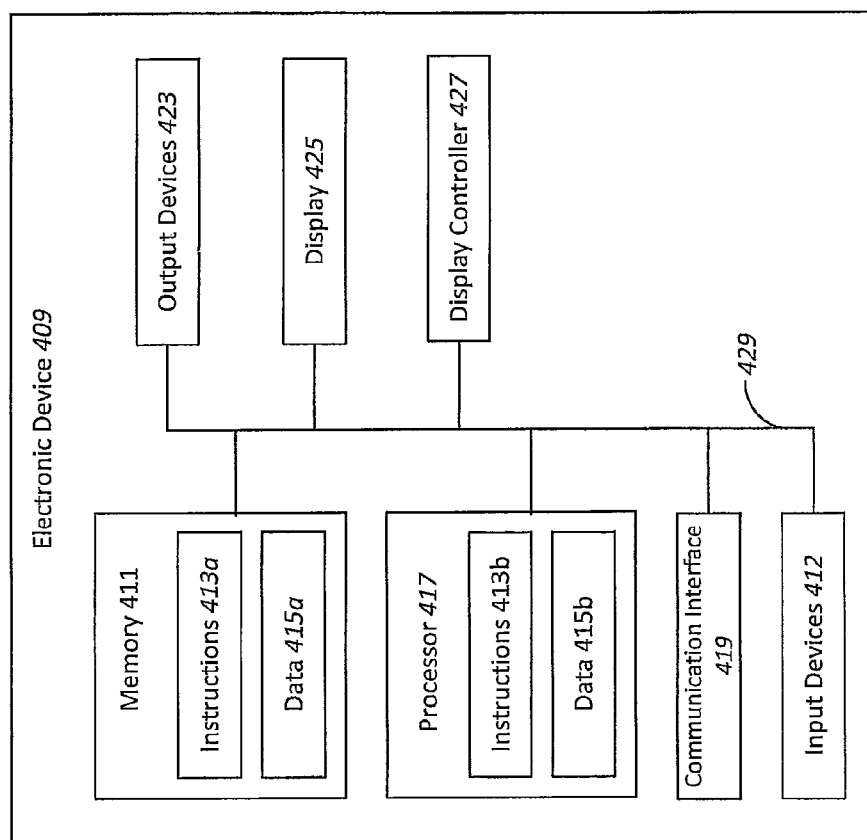 Electronic Device 409
Memory 411
Instructions 413a
Data 415a
Processor 417
Instructions 413b
Data 415b
Communication Interface
419
Input Devices 412
Output Devices 423
Display 425
Display Controller 427
429